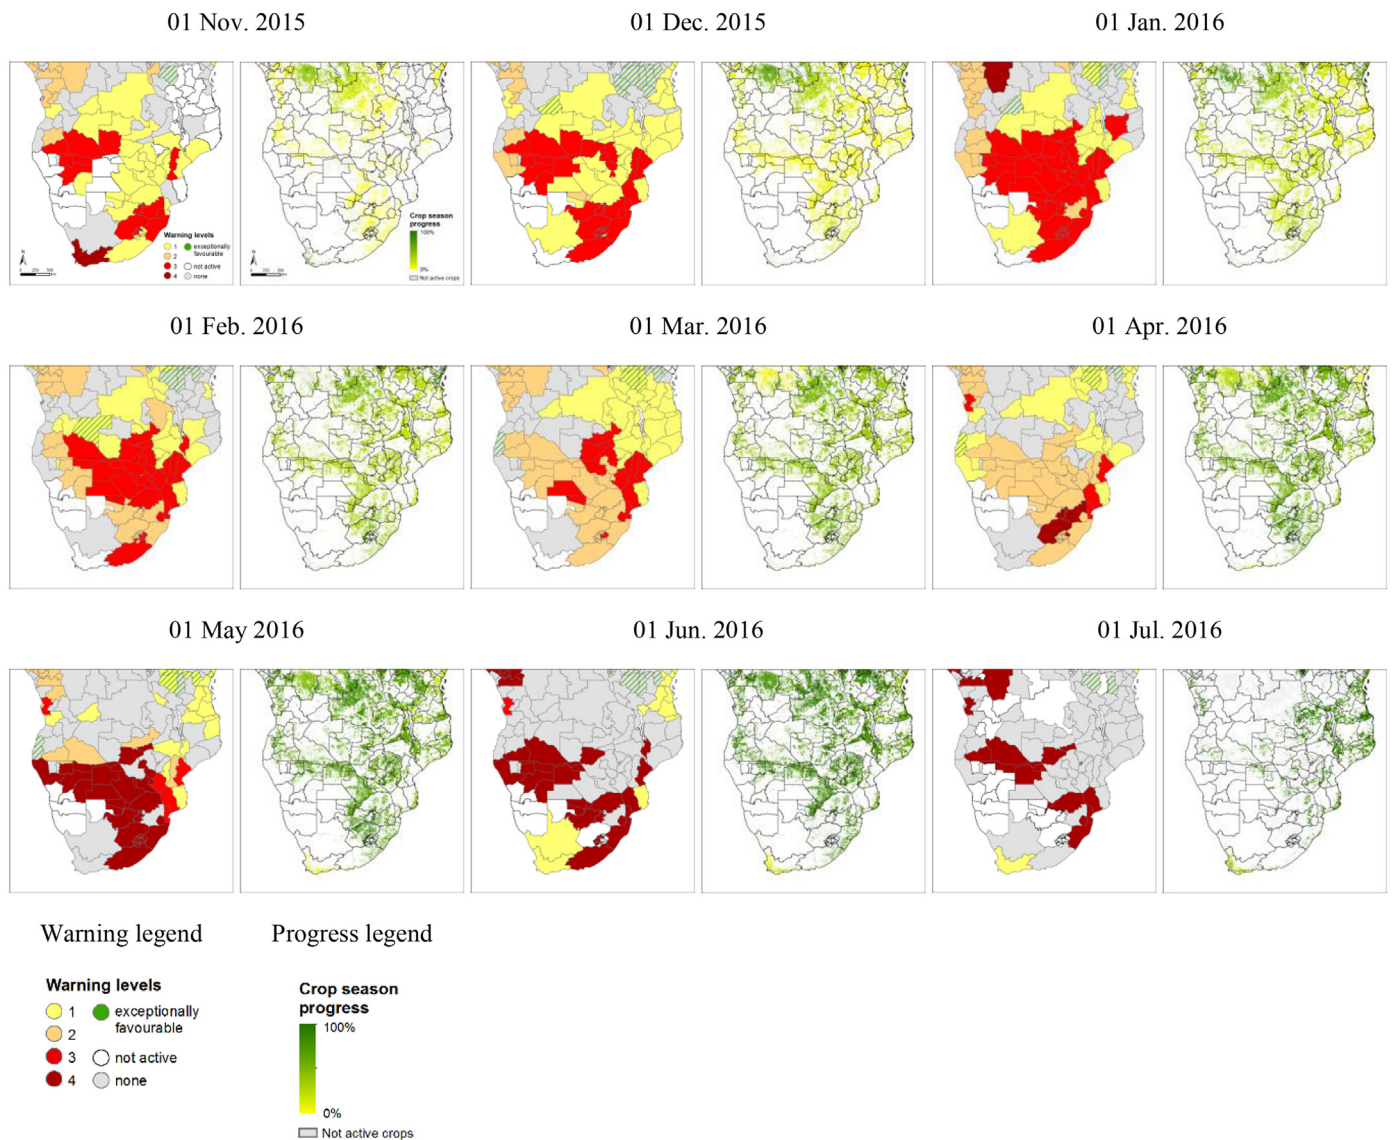 01 Nov. 2015
01 Dec. 2015
01 Jan. 2016
Warning levels
1 exceptionally
favourable
2
3 not active
4 none
Crop season
progress
100%
0%
Not active crops
01 Feb. 2016
01 Mar. 2016
01 Apr. 2016
01 May 2016
01 Jun. 2016
01 Jul. 2016
Warning legend
Progress legend
Warning levels
1 exceptionally
favourable
2
3 not active
4 none
Crop season
progress
100%
0%
Not active crops